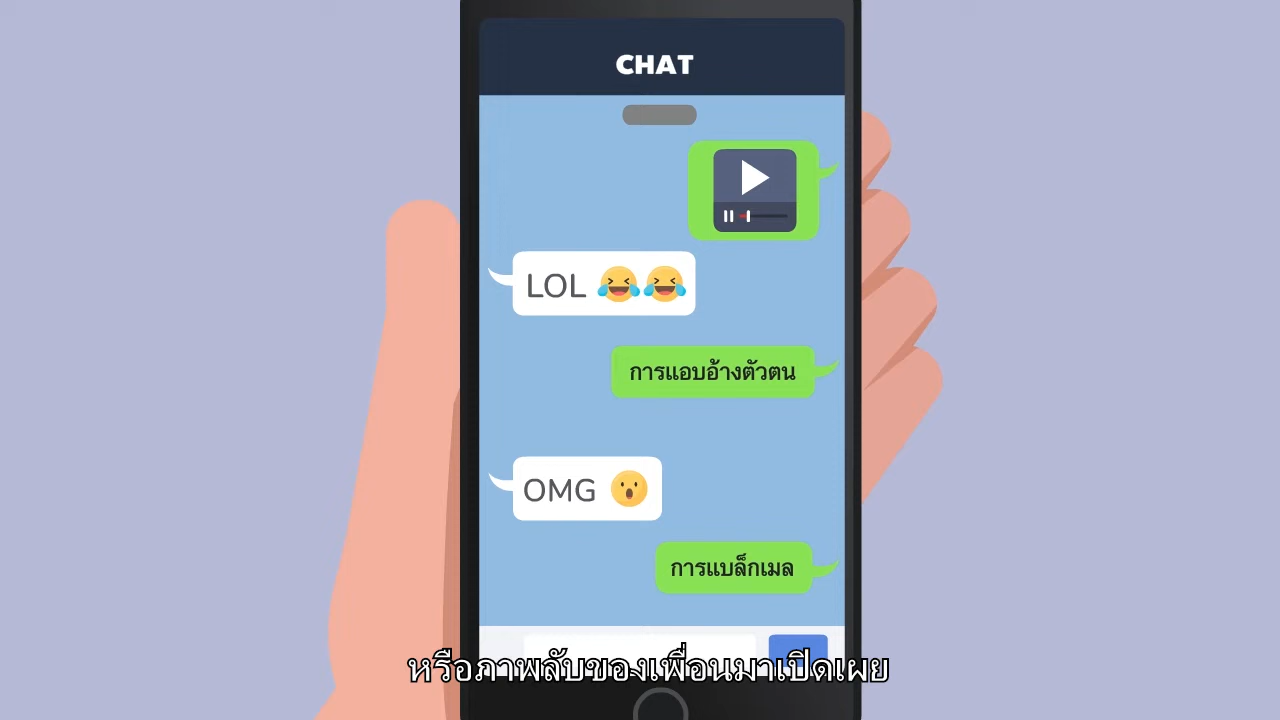 CHAT
LOL 😂😂
การแอบอ้างตัวตน
OMG 😮
การแบล็กเมล
หรือภาพลับของเพื่อนมาเปิดเผย